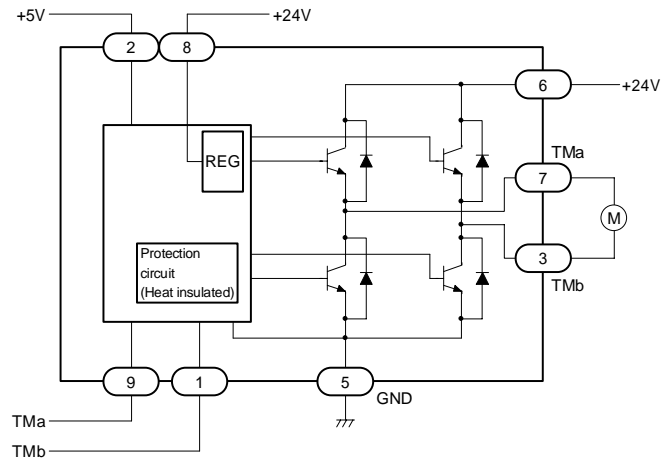 +5V
+24V
2
8
6
+24V
REG
TMa
7
M
Protection
circuit
(Heat insulated)
3
TMb
9
1
5
GND
TMa
TMb